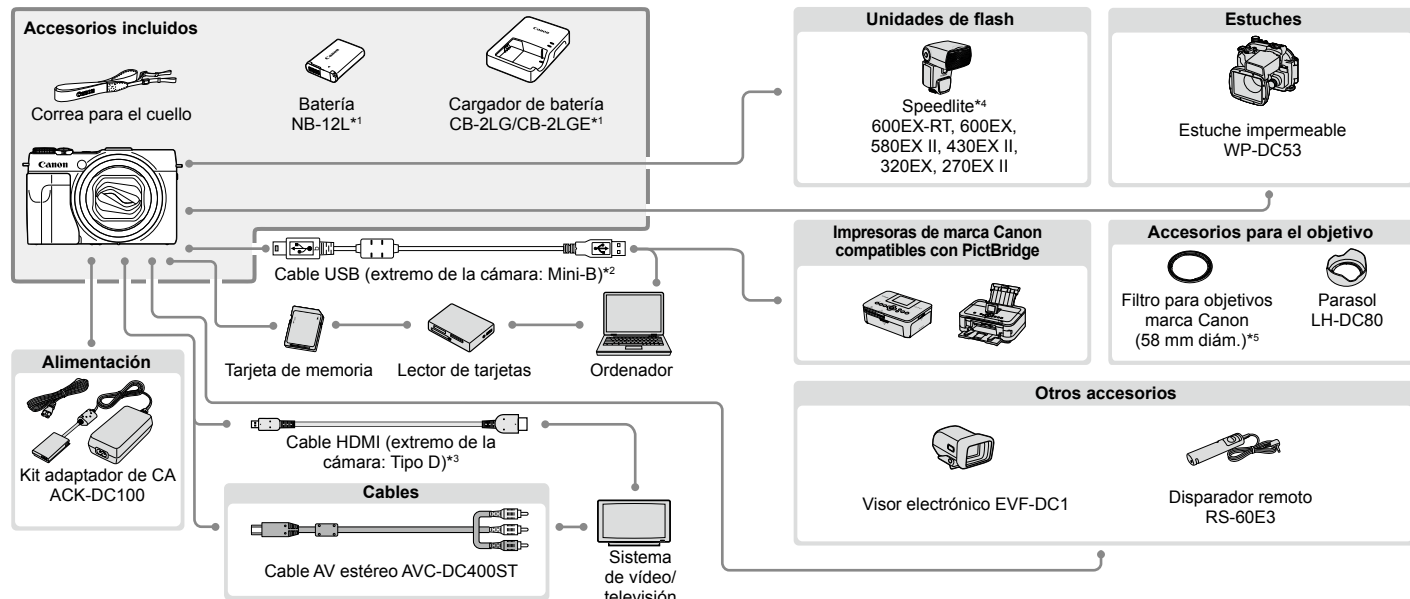 Accesorios incluidos
Correa para el cuello
Batería
NB-12L*1
Cargador de batería
CB-2LG/CB-2LGE*1
Canon
Unidades de flash
Speedlite*4
600EX-RT, 600EX,
580EX II, 430EX II,
320EX, 270EX II
Estuches
Estuche impermeable
WP-DC53
Cable USB (extremo de la cámara: Mini-B)*2
Impresoras de marca Canon
compatibles con PictBridge
Accesorios para el objetivo
Filtro para objetivos
marca Canon
(58 mm diám.)*5
Parasol
LH-DC80
Tarjeta de memoria
Lector de tarjetas
Ordenador
Alimentación
Kit adaptador de CA
ACK-DC100
Cable HDMI (extremo de la
cámara: Tipo D)*3
Cables
Cable AV estéreo AVC-DC400ST
Sistema
de vídeo/
televisión
Otros accesorios
Visor electrónico EVF-DC1
Disparador remoto
RS-60E3